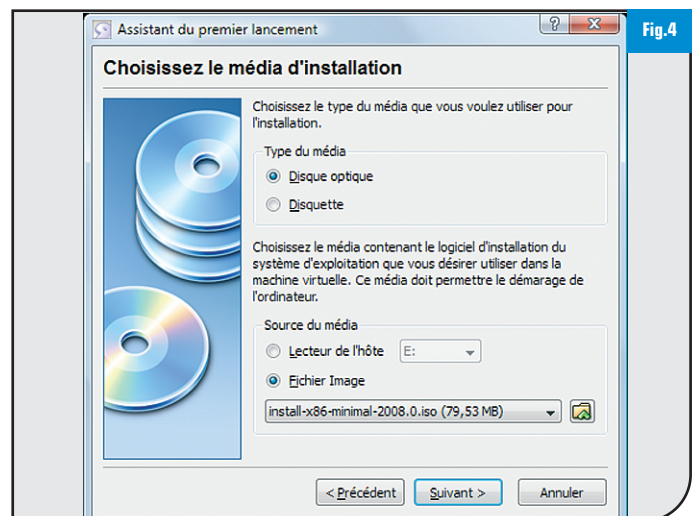 Assistant du premier lancement
Fig.4
Choisissez le média d'installation
Choisissez le type du média que vous voulez utiliser pour
l'installation.
Type du média
Disque optique
Disquette
Choisissez le média contenant le logiciel d'installation du
système d'exploitation que vous désirer utiliser dans la
machine virtuelle. Ce média doit permettre le démarage de
l'ordinateur.
Source du média
Lecteur de l'hôte E:
Fichier Image
install-x86-minimal-2008.0.iso (79,53 MB)
< Précédent Suivant > Annuler